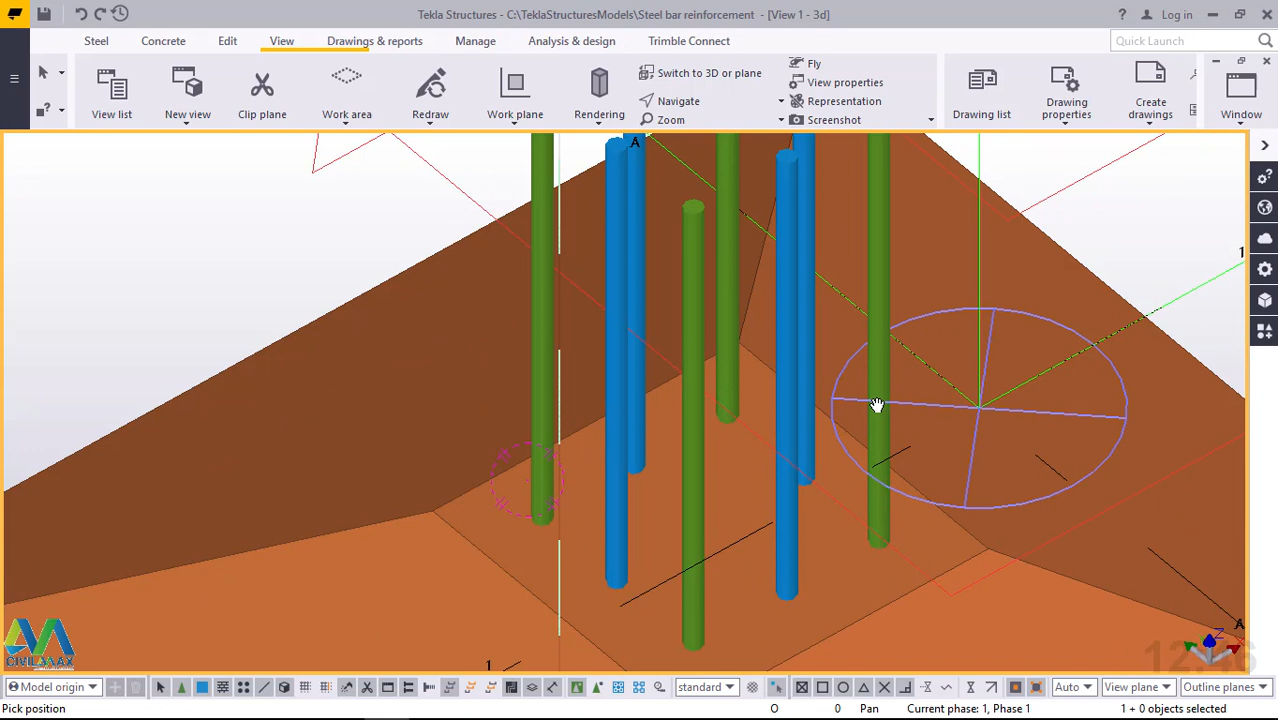 Tekla Structures - C:\TeklaStructuresModels\Steel bar reinforcement - [View 1 - 3d]
? Log in
Steel Concrete Edit View Drawings & reports Manage Analysis & design Trimble Connect Quick Launch
View list
New view
Clip plane
Work area
Redraw
Work plane
Rendering
Switch to 3D or plane
Navigate
Zoom
Fly
View properties
Representation
Screenshot
Drawing list
Drawing properties
Create drawings
Window
A
1
A
1
Z
CIVILMAX
12:46
Model origin standard Auto View plane Outline planes
Pick position O 0 Pan Current phase: 1, Phase 1 1 + 0 objects selected